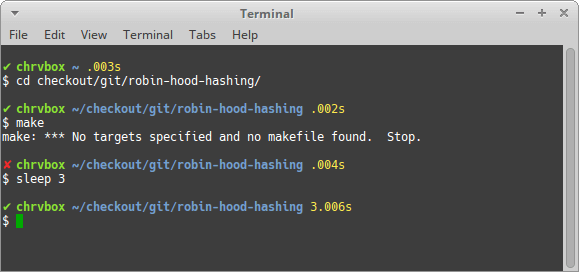 Terminal
File Edit View Terminal Tabs Help
✔ chrvbox ~ .003s
$ cd checkout/git/robin-hood-hashing/
✔ chrvbox ~/checkout/git/robin-hood-hashing .002s
$ make
make: *** No targets specified and no makefile found.  Stop.
✘ chrvbox ~/checkout/git/robin-hood-hashing .004s
$ sleep 3
✔ chrvbox ~/checkout/git/robin-hood-hashing 3.006s
$